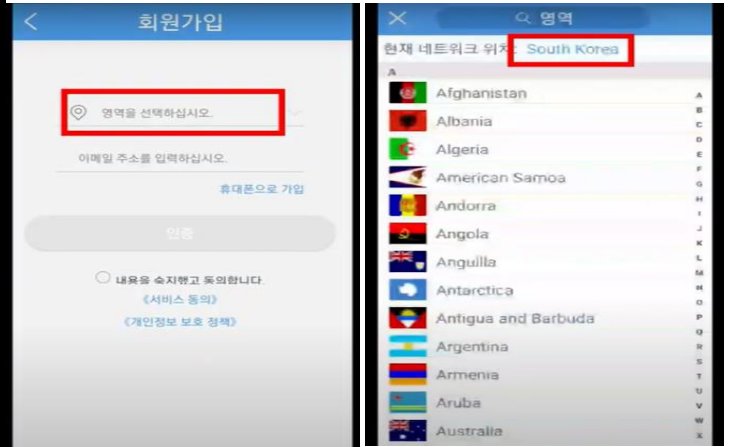 회원가입
영역을 선택하십시오.
이메일 주소를 입력하십시오.
휴대폰으로 가입
인증
내용을 숙지했고 동의합니다
《서비스 동의》
《개인정보 보호 정책》
영역
현재 네트워크 위치: South Korea
A
Afghanistan
Albania
Algeria
American Samoa
Andorra
Angola
Anguilla
Antarctica
Antigua and Barbuda
Argentina
Armenia
Aruba
Australia
A
B
C
D
E
F
G
H
I
J
K
L
M
N
O
P
Q
R
S
T
U
V
W
X